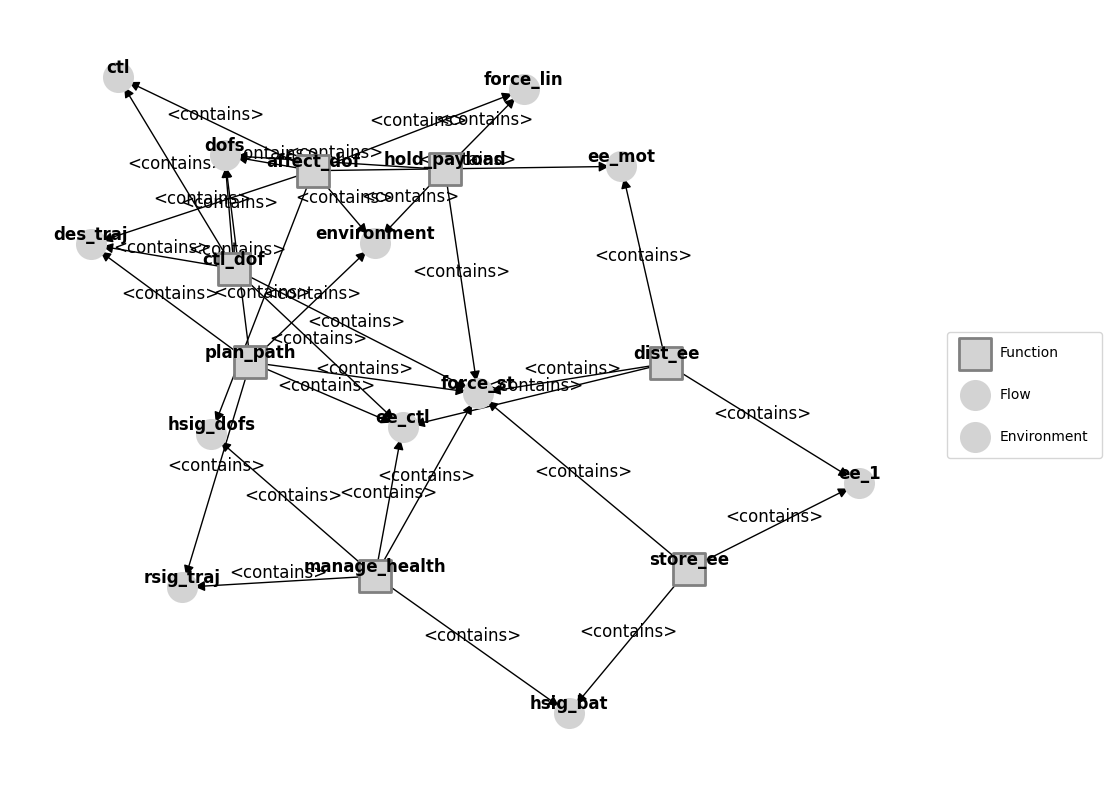 ctl
force_lin
<contains>
<contains>
<contains>
dofs
<contains>
<contains>
affect_dof
hold_payload
<contains>
ee_mot
<contains>
<contains>
<contains>
<contains>
<contains>
des_traj
environment
<contains>
<contains>
ctl_dof
<contains>
<contains>
<contains>
<contains>
<contains>
<contains>
<contains>
plan_path
dist_ee
Function
<contains>
<contains>
<contains>
force_st
<contains>
Flow
ee_ctl
hsig_dofs
<contains>
Environment
<contains>
<contains>
<contains>
<contains>
ee_1
<contains>
<contains>
<contains>
store_ee
manage_health
<contains>
rsig_traj
<contains>
<contains>
hsig_bat